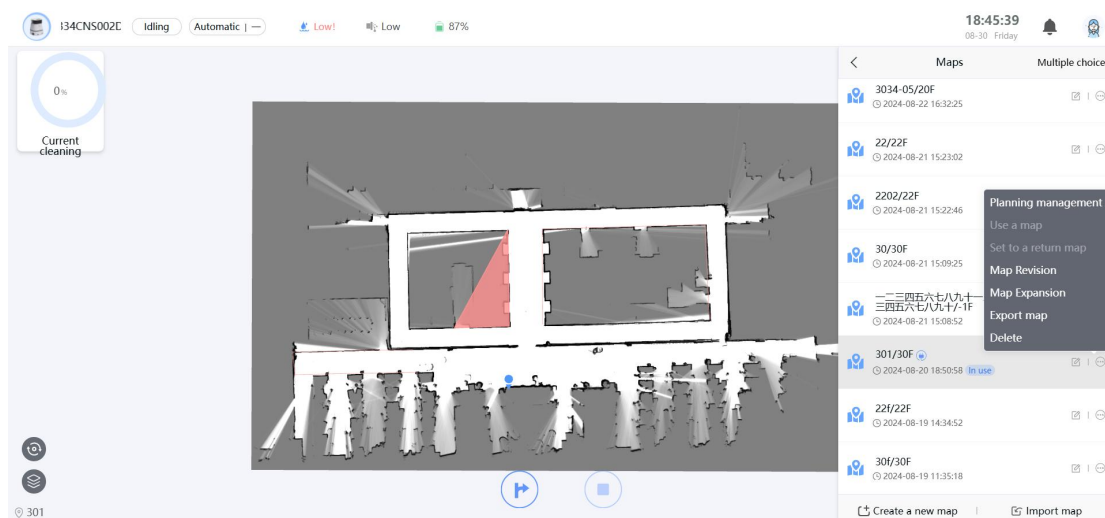 334CNS002E Idling Automatic | — Low! Low 87% 18:45:39
08-30 Friday
0%
Current
cleaning
301
Maps Multiple choice
3034-05/20F
2024-08-22 16:32:25
22/22F
2024-08-21 15:23:02
2202/22F
2024-08-21 15:22:46
30/30F
2024-08-21 15:09:25
一二三四五六七八九十一
三四五六七八九十/-1F
2024-08-21 15:08:52
301/30F
2024-08-20 18:50:58 In use
22f/22F
2024-08-19 14:34:52
30f/30F
2024-08-19 11:35:18
Planning management
Use a map
Set to a return map
Map Revision
Map Expansion
Export map
Delete
Create a new map | Import map